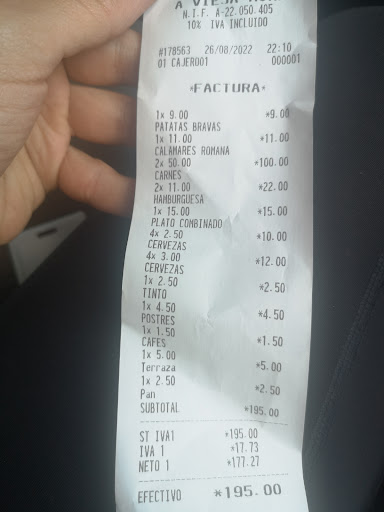 A VIEJA
N.I.F. A-22.050.405
10% IVA INCLUIDO
#178563 26/08/2022 22:10
01 CAJERO01 000001
*FACTURA*
1x 9.00 *9.00
PATATAS BRAVAS
1x 11.00 *11.00
CALAMARES ROMANA
2x 50.00 *100.00
CARNES
2x 11.00 *22.00
HAMBURGUESA
1x 15.00 *15.00
PLATO COMBINADO
4x 2.50 *10.00
CERVEZAS
4x 3.00 *12.00
CERVEZAS
1x 2.50 *2.50
TINTO
1x 4.50 *4.50
POSTRES
1x 1.50 *1.50
CAFES
1x 5.00 *5.00
Terraza
1x 2.50 *2.50
Pan
SUBTOTAL *195.00
ST IVA1 *195.00
IVA 1 *17.73
NETO 1 *177.27
EFECTIVO *195.00